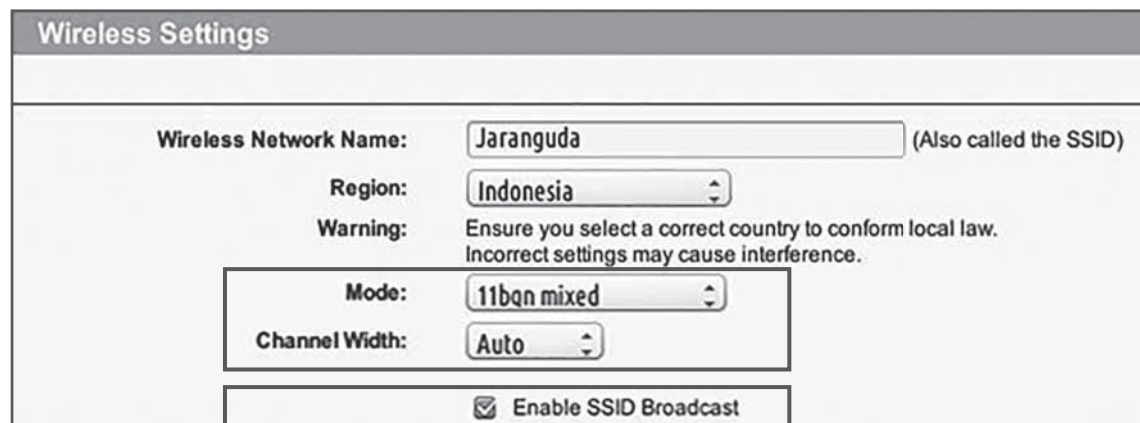 Wireless Settings
Wireless Network Name: Jaranguda (Also called the SSID)
Region: Indonesia
Warning: Ensure you select a correct country to conform local law.
Incorrect settings may cause interference.
Mode: 11bgn mixed
Channel Width: Auto
Enable SSID Broadcast